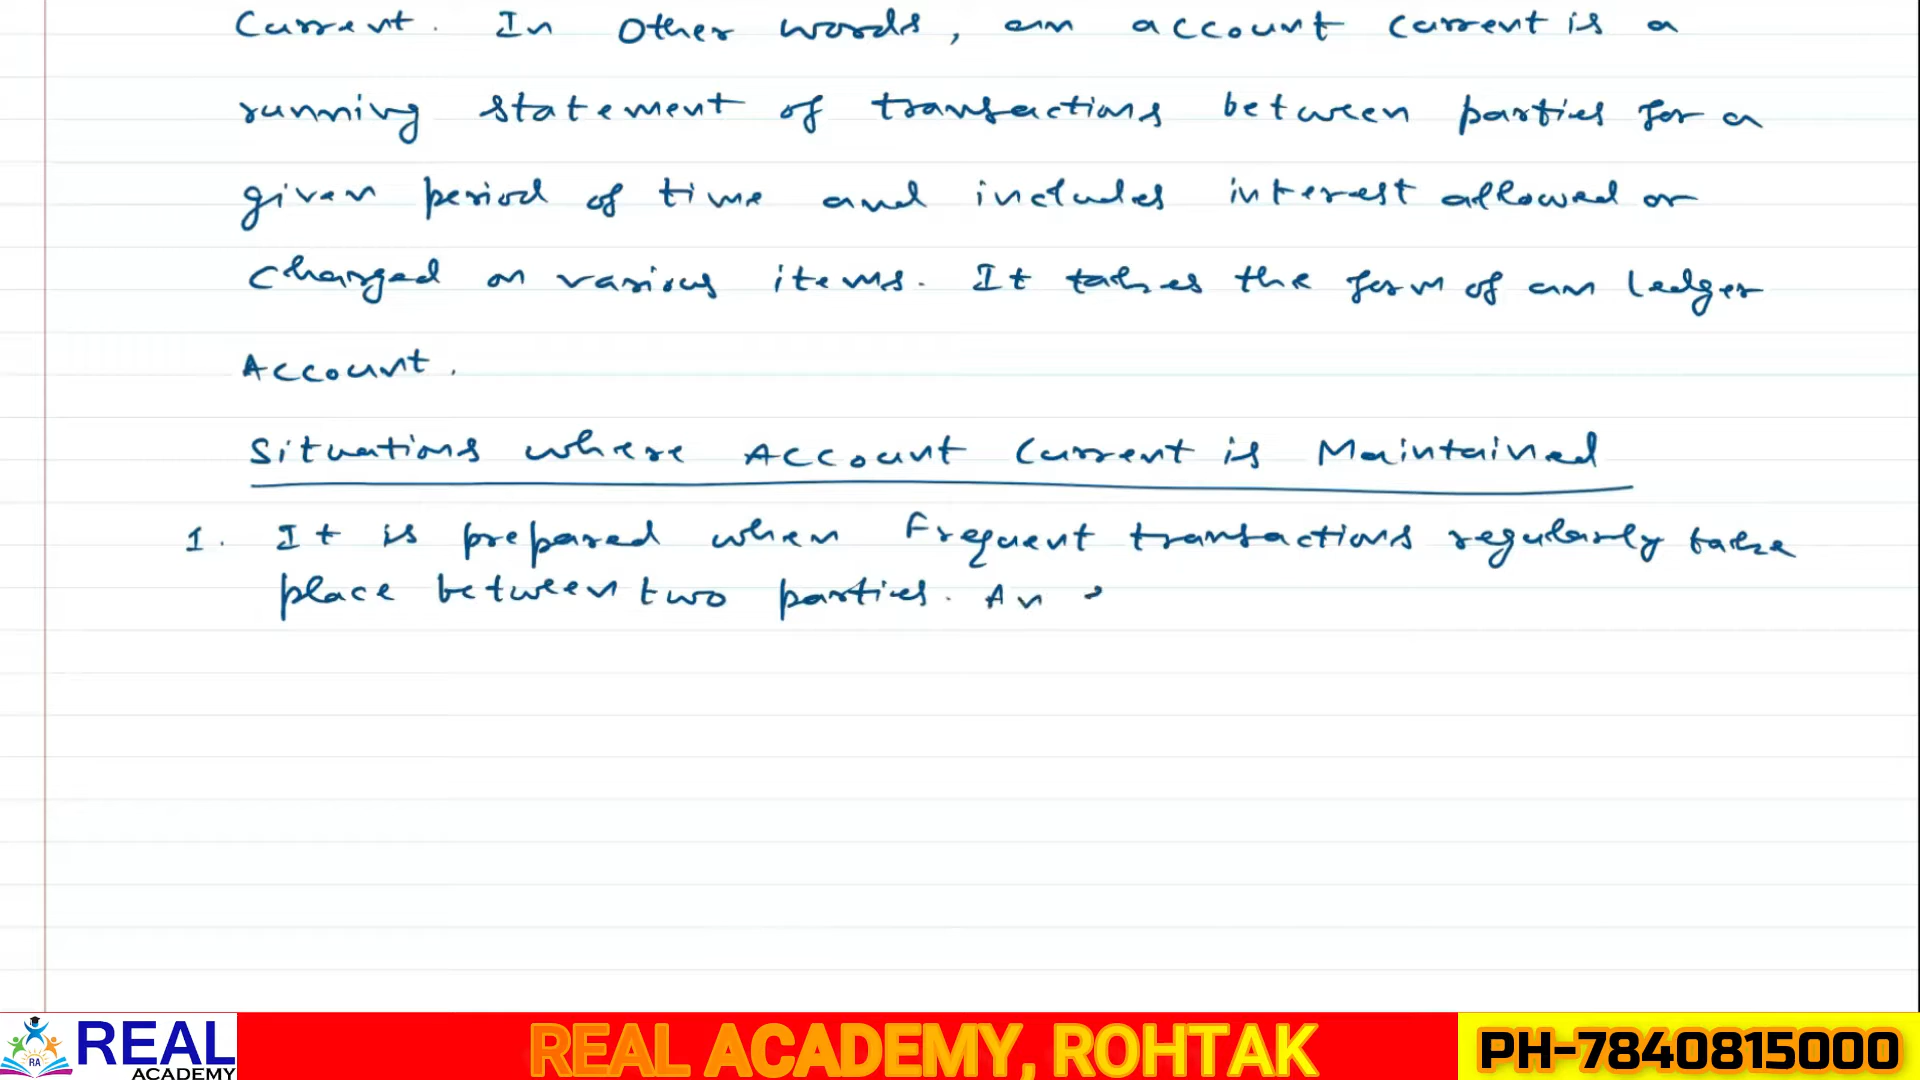 Current. In other words, an account current is a
running statement of transactions between parties for a
given period of time and includes interest allowed or
charged on various items. It takes the form of an ledger
Account.
Situations where Account Current is Maintained
1. It is prepared when Frequent transactions regularly take
place between two parties. An
RA
REAL
ACADEMY
REAL ACADEMY, ROHTAK
PH-7840815000